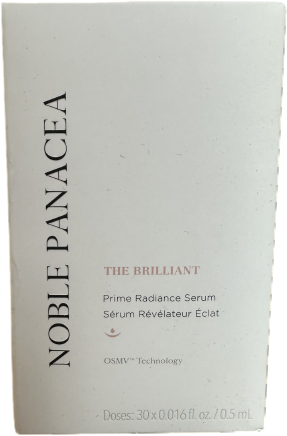 NOBLE PANACEA
THE BRILLIANT
Prime Radiance Serum
Sérum Révélateur Éclat
OSMV™ Technology
Doses: 30 x 0.016 fl. oz. / 0.5 mL